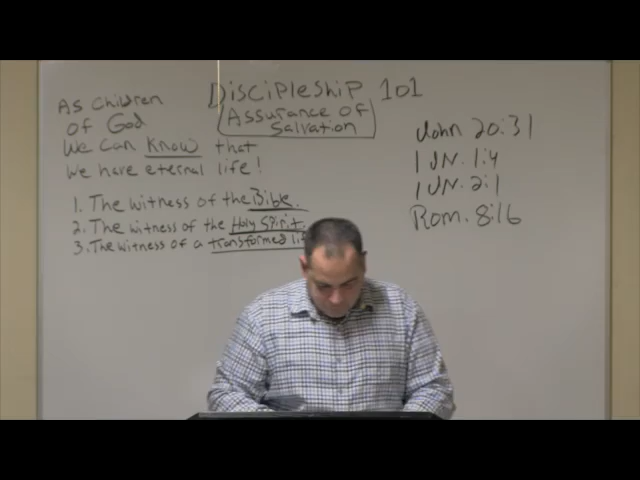 Discipleship 101
Assurance of
Salvation
As children
of God
We can know that
We have eternal life!
1. The witness of the Bible.
2. The witness of the Holy Spirit.
3. The witness of a transformed
John 20:31
1 JN. 1:4
1 JN. 2:1
Rom. 8:16